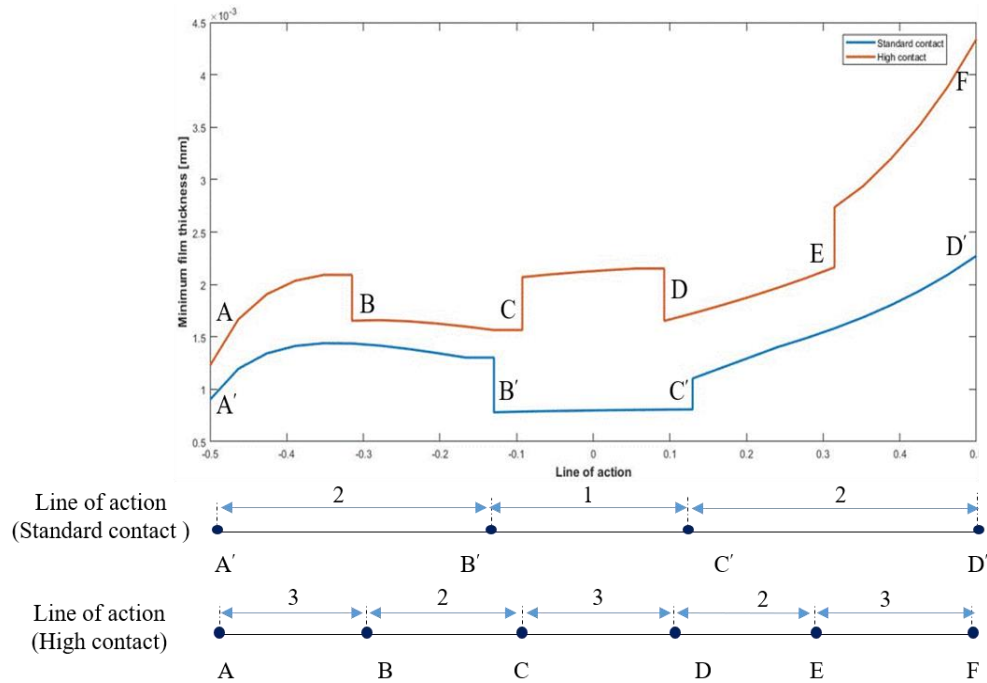 ×10⁻³
4.5
4
3.5
3
2.5
2
1.5
1
0.5
Minimum film thickness [mm]
Standard contact
High contact
A
B
C
D
E
F
A′
B′
C′
D′
-0.5 -0.4 -0.3 -0.2 -0.1 0 0.1 0.2 0.3 0.4 0.
Line of action
Line of action
(Standard contact )
2 1 2
A′ B′ C′ D′
Line of action
(High contact)
3 2 3 2 3
A B C D E F